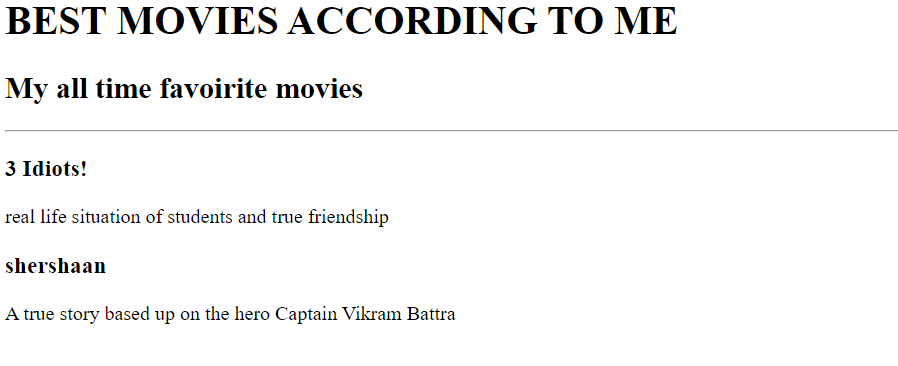 BEST MOVIES ACCORDING TO ME
My all time favoirite movies
3 Idiots!
real life situation of students and true friendship
shershaan
A true story based up on the hero Captain Vikram Battra